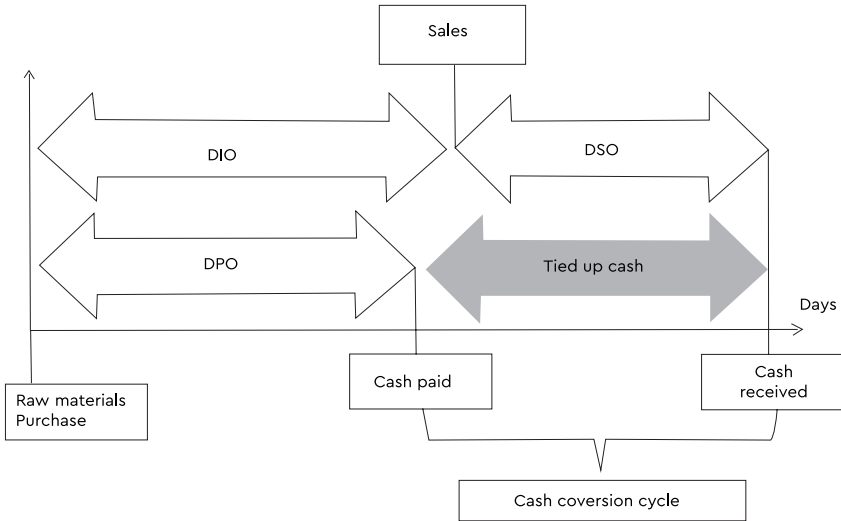 Sales
DIO
DSO
DPO
Tied up cash
Days
Raw materials
Purchase
Cash paid
Cash
received
Cash coversion cycle